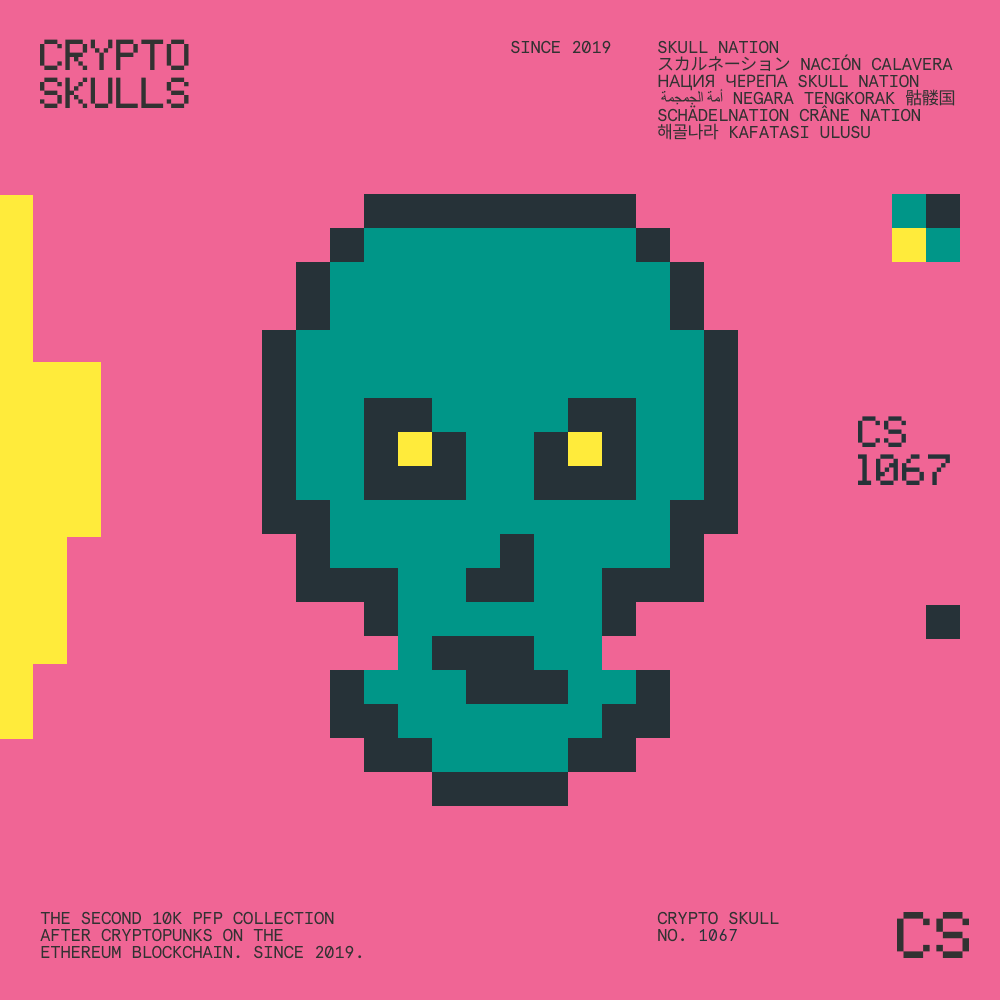 CRYPTO
SKULLS
SINCE 2019
SKULL NATION
スカルネーション NACIÓN CALAVERA
НАЦИЯ ЧЕРЕПА SKULL NATION
أمة الجمجمة NEGARA TENGKORAK 骷髅国
SCHÄDELNATION CRÂNE NATION
해골나라 KAFATASI ULUSU
CS
1067
THE SECOND 10K PFP COLLECTION
AFTER CRYPTOPUNKS ON THE
ETHEREUM BLOCKCHAIN. SINCE 2019.
CRYPTO SKULL
NO. 1067
CS